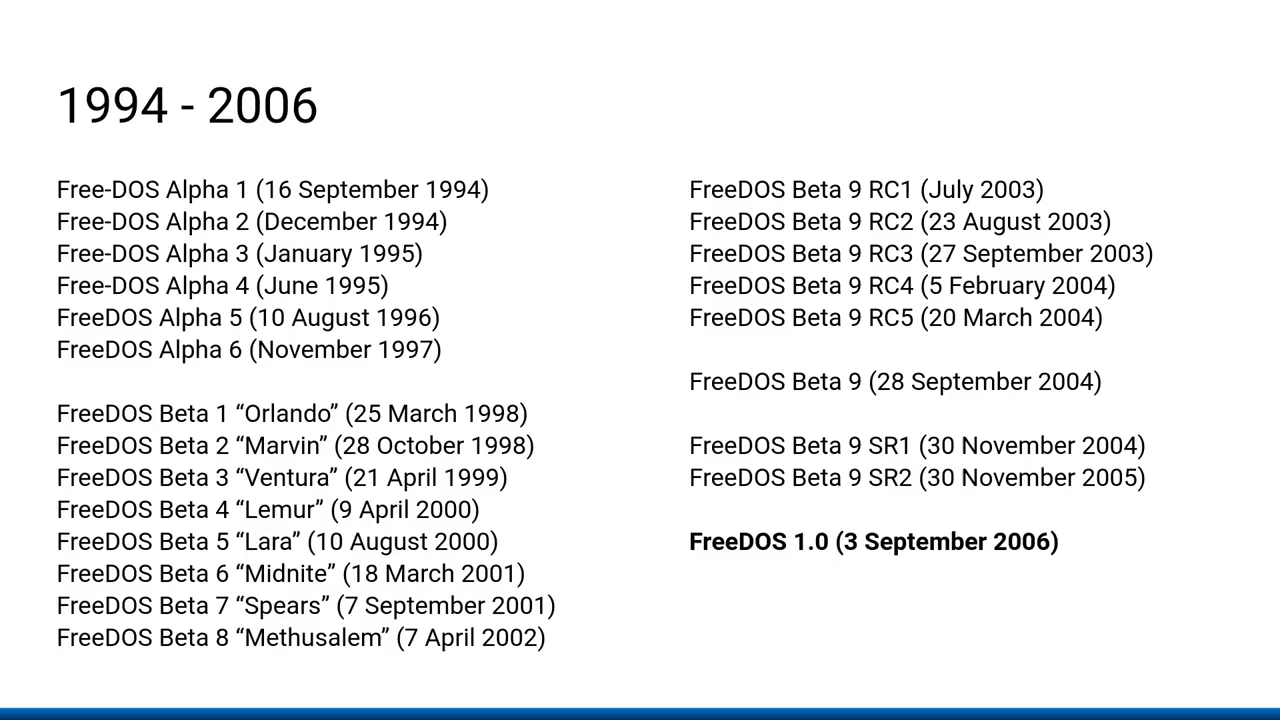 1994 - 2006
Free-DOS Alpha 1 (16 September 1994)
Free-DOS Alpha 2 (December 1994)
Free-DOS Alpha 3 (January 1995)
Free-DOS Alpha 4 (June 1995)
FreeDOS Alpha 5 (10 August 1996)
FreeDOS Alpha 6 (November 1997)
FreeDOS Beta 1 “Orlando” (25 March 1998)
FreeDOS Beta 2 “Marvin” (28 October 1998)
FreeDOS Beta 3 “Ventura” (21 April 1999)
FreeDOS Beta 4 “Lemur” (9 April 2000)
FreeDOS Beta 5 “Lara” (10 August 2000)
FreeDOS Beta 6 “Midnite” (18 March 2001)
FreeDOS Beta 7 “Spears” (7 September 2001)
FreeDOS Beta 8 “Methusalem” (7 April 2002)
FreeDOS Beta 9 RC1 (July 2003)
FreeDOS Beta 9 RC2 (23 August 2003)
FreeDOS Beta 9 RC3 (27 September 2003)
FreeDOS Beta 9 RC4 (5 February 2004)
FreeDOS Beta 9 RC5 (20 March 2004)
FreeDOS Beta 9 (28 September 2004)
FreeDOS Beta 9 SR1 (30 November 2004)
FreeDOS Beta 9 SR2 (30 November 2005)
FreeDOS 1.0 (3 September 2006)